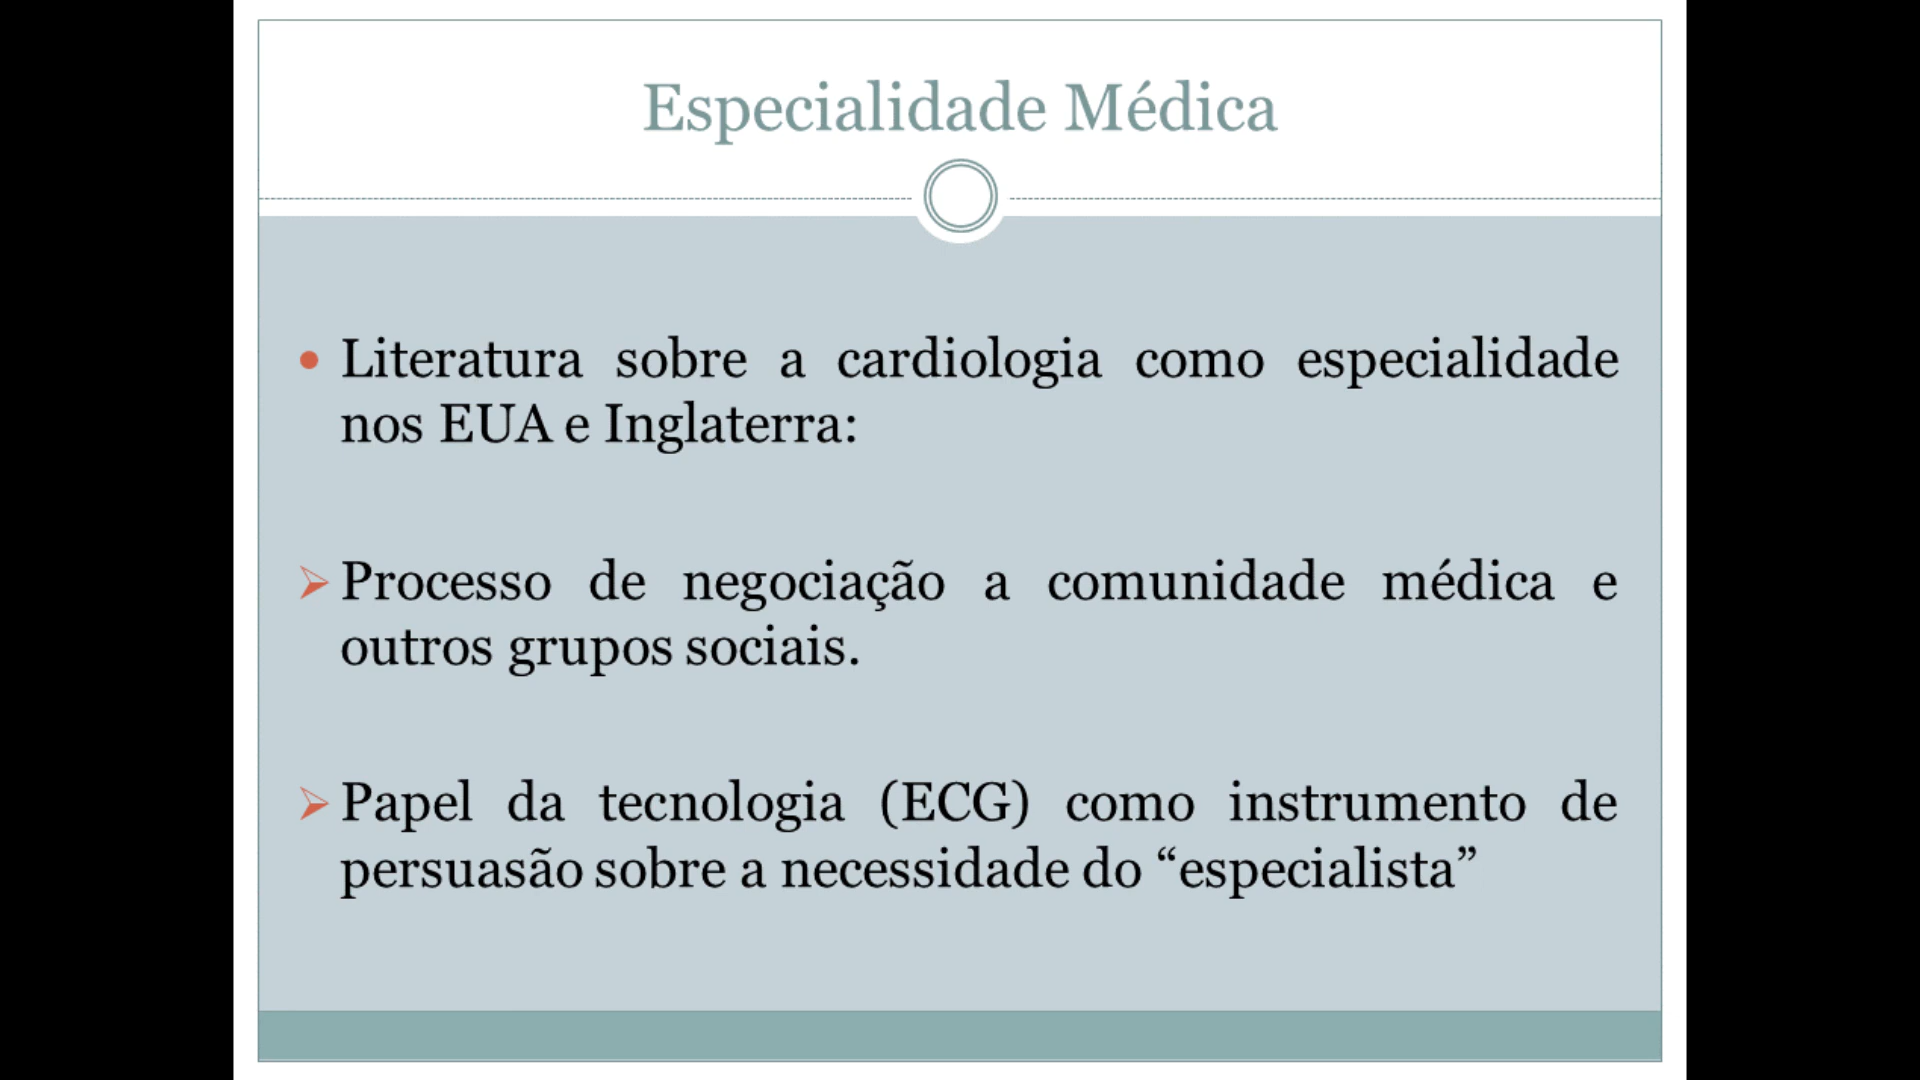 Especialidade Médica
Literatura sobre a cardiologia como especialidade
nos EUA e Inglaterra:
Processo de negociação a comunidade médica e
outros grupos sociais.
Papel da tecnologia (ECG) como instrumento de
persuasão sobre a necessidade do “especialista”